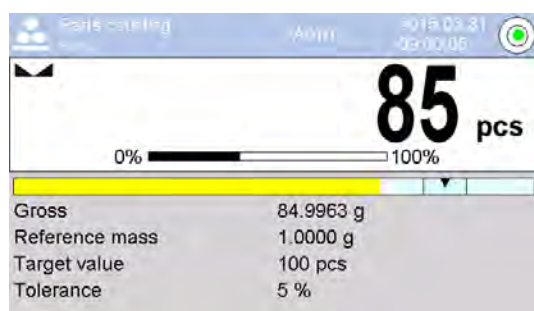 Parts counting
85 pcs
0% 100%
Gross 84.9963 g
Reference mass 1.0000 g
Target value 100 pcs
Tolerance 5 %